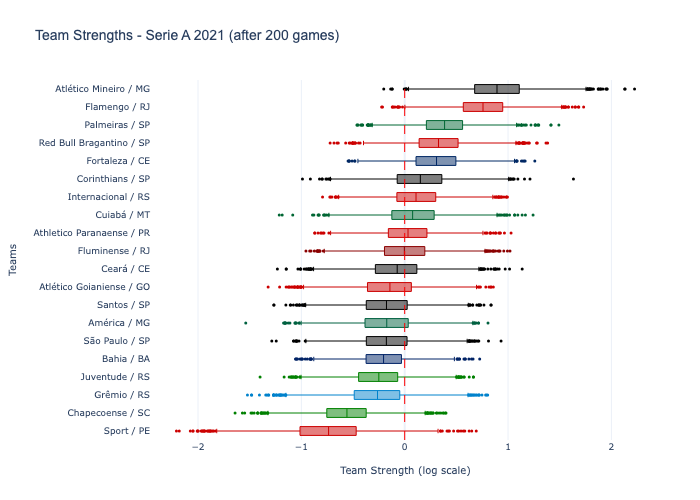 Team Strengths - Serie A 2021 (after 200 games)
Atlético Mineiro / MG
Flamengo / RJ
Palmeiras / SP
Red Bull Bragantino / SP
Fortaleza / CE
Corinthians / SP
Internacional / RS
Cuiabá / MT
Athletico Paranaense / PR
Fluminense / RJ
Ceará / CE
Atlético Goianiense / GO
Santos / SP
América / MG
São Paulo / SP
Bahia / BA
Juventude / RS
Grêmio / RS
Chapecoense / SC
Sport / PE
Teams
−2 −1 0 1 2
Team Strength (log scale)